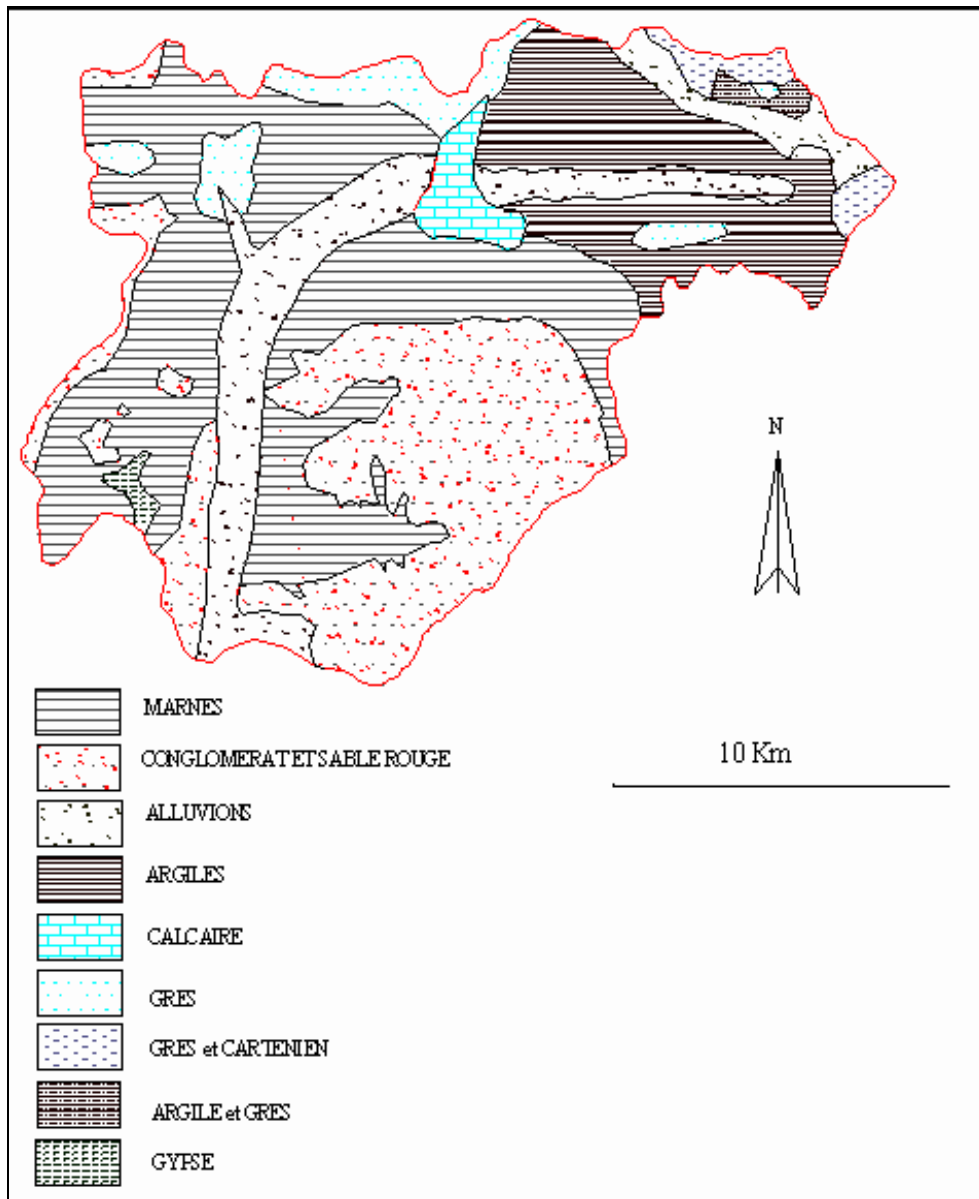 N
MARNES
CONGLOMERAT ET SABLE ROUGE
10 Km
ALLUVIONS
ARGILES
CALCAIRE
GRES
GRES et CARTENIEN
ARGILE et GRES
GYPSE